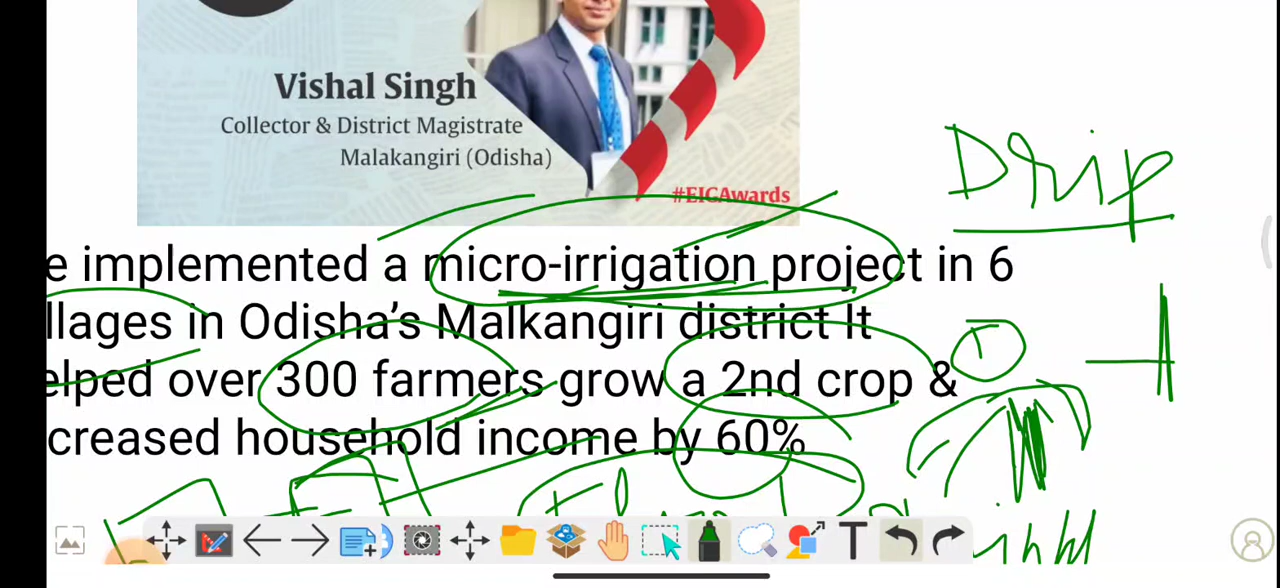 Vishal Singh
Collector & District Magistrate
Malakangiri (Odisha)
#EICAwards
Drip
e implemented a micro-irrigation project in 6
llages in Odisha's Malkangiri district It
elped over 300 farmers grow a 2nd crop &
creased household income by 60%
T